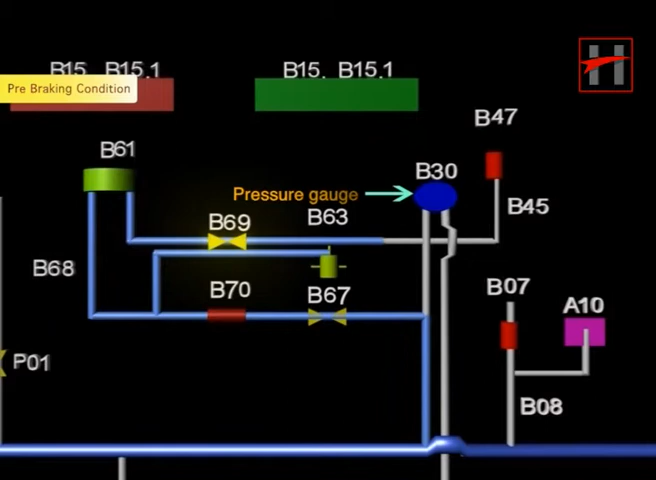 B15, B15.1
B15, B15.1
Pre Braking Condition
B47
B61
B30
Pressure gauge
B69
B63
B45
B68
B70
B67
B07
A10
P01
B08
H